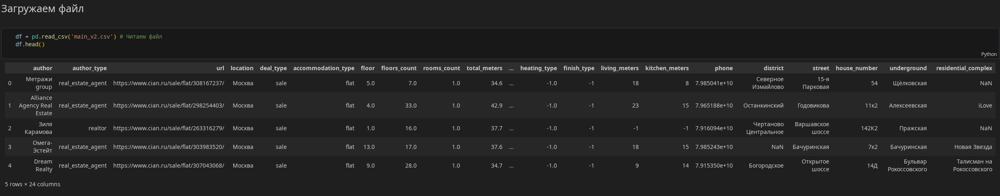 Загружаем файл
df = pd.read_csv('main_v2.csv') # Читаем файл
df.head()
Python
author author_type url location deal_type accommodation_type floor floors_count rooms_count total_meters ... heating_type finish_type living_meters kitchen_meters phone district street house_number underground residential_complex
0 Метражи group real_estate_agent https://www.cian.ru/sale/flat/308167237/ Москва sale flat 5.0 7.0 1.0 34.6 ... -1.0 -1 18 8 7.985041e+10 Северное Измайлово 15-я Парковая 54 Щёлковская NaN
1 Alliance Agency Real Estate real_estate_agent https://www.cian.ru/sale/flat/298254403/ Москва sale flat 4.0 33.0 1.0 42.9 ... -1.0 -1 23 15 7.965188e+10 Останкинский Годовикова 11к2 Алексеевская iLove
2 Зиля Карамова realtor https://www.cian.ru/sale/flat/263316279/ Москва sale flat 1.0 16.0 1.0 37.7 ... -1.0 -1 -1 -1 7.916094e+10 Чертаново Центральное Варшавское шоссе 142К2 Пражская NaN
3 Омега-Эстейт real_estate_agent https://www.cian.ru/sale/flat/303983520/ Москва sale flat 13.0 17.0 1.0 37.6 ... -1.0 -1 18 15 7.985243e+10 NaN Бачуринская 7к2 Бачуринская Новая Звезда
4 Dream Realty real_estate_agent https://www.cian.ru/sale/flat/307043068/ Москва sale flat 9.0 28.0 1.0 34.7 ... -1.0 -1 9 14 7.915350e+10 Богородское Открытое шоссе 14Д Бульвар Рокоссовского Талисман на Рокоссовского
5 rows × 24 columns